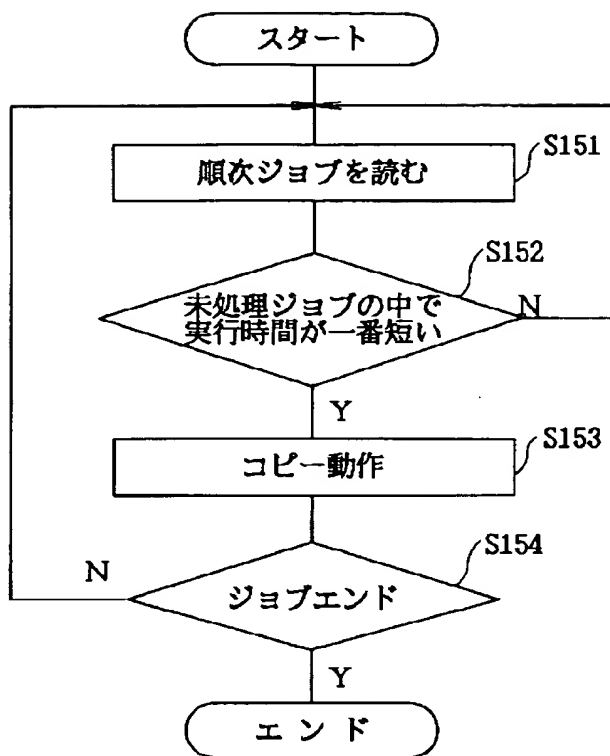 スタート
S151
順次ジョブを読む
S152
未処理ジョブの中で
実行時間が一番短い
N
Y
S153
コピー動作
S154
N
ジョブエンド
Y
エンド